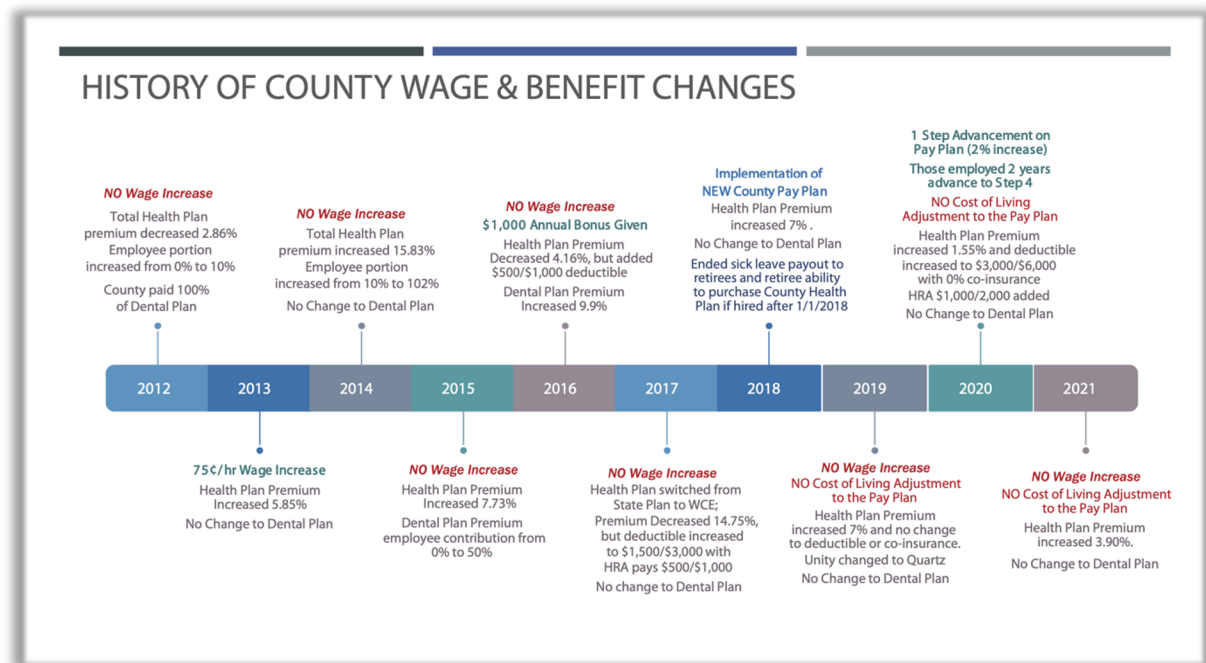 HISTORY OF COUNTY WAGE & BENEFIT CHANGES
NO Wage Increase
Total Health Plan
premium decreased 2.86%
Employee portion
increased from 0% to 10%
County paid 100%
of Dental Plan
NO Wage Increase
Total Health Plan
premium increased 15.83%
Employee portion
increased from 10% to 102%
No Change to Dental Plan
NO Wage Increase
$1,000 Annual Bonus Given
Health Plan Premium
Decreased 4.16%, but added
$500/$1,000 deductible
Dental Plan Premium
Increased 9.9%
Implementation of
NEW County Pay Plan
Health Plan Premium
increased 7% .
No Change to Dental Plan
Ended sick leave payout to
retirees and retiree ability
to purchase County Health
Plan if hired after 1/1/2018
1 Step Advancement on
Pay Plan (2% increase)
Those employed 2 years
advance to Step 4
NO Cost of Living
Adjustment to the Pay Plan
Health Plan Premium
increased 1.55% and deductible
increased to $3,000/$6,000
with 0% co-insurance
HRA $1,000/2,000 added
No Change to Dental Plan
2012 2013 2014 2015 2016 2017 2018 2019 2020 2021
75¢/hr Wage Increase
Health Plan Premium
Increased 5.85%
No Change to Dental Plan
NO Wage Increase
Health Plan Premium
Increased 7.73%
Dental Plan Premium
employee contribution from
0% to 50%
NO Wage Increase
Health Plan switched from
State Plan to WCE;
Premium Decreased 14.75%,
but deductible increased
to $1,500/$3,000 with
HRA pays $500/$1,000
No change to Dental Plan
NO Wage Increase
NO Cost of Living Adjustment
to the Pay Plan
Health Plan Premium
increased 7% and no change
to deductible or co-insurance.
Unity changed to Quartz
No Change to Dental Plan
NO Wage Increase
NO Cost of Living Adjustment
to the Pay Plan
Health Plan Premium
increased 3.90%.
No Change to Dental Plan